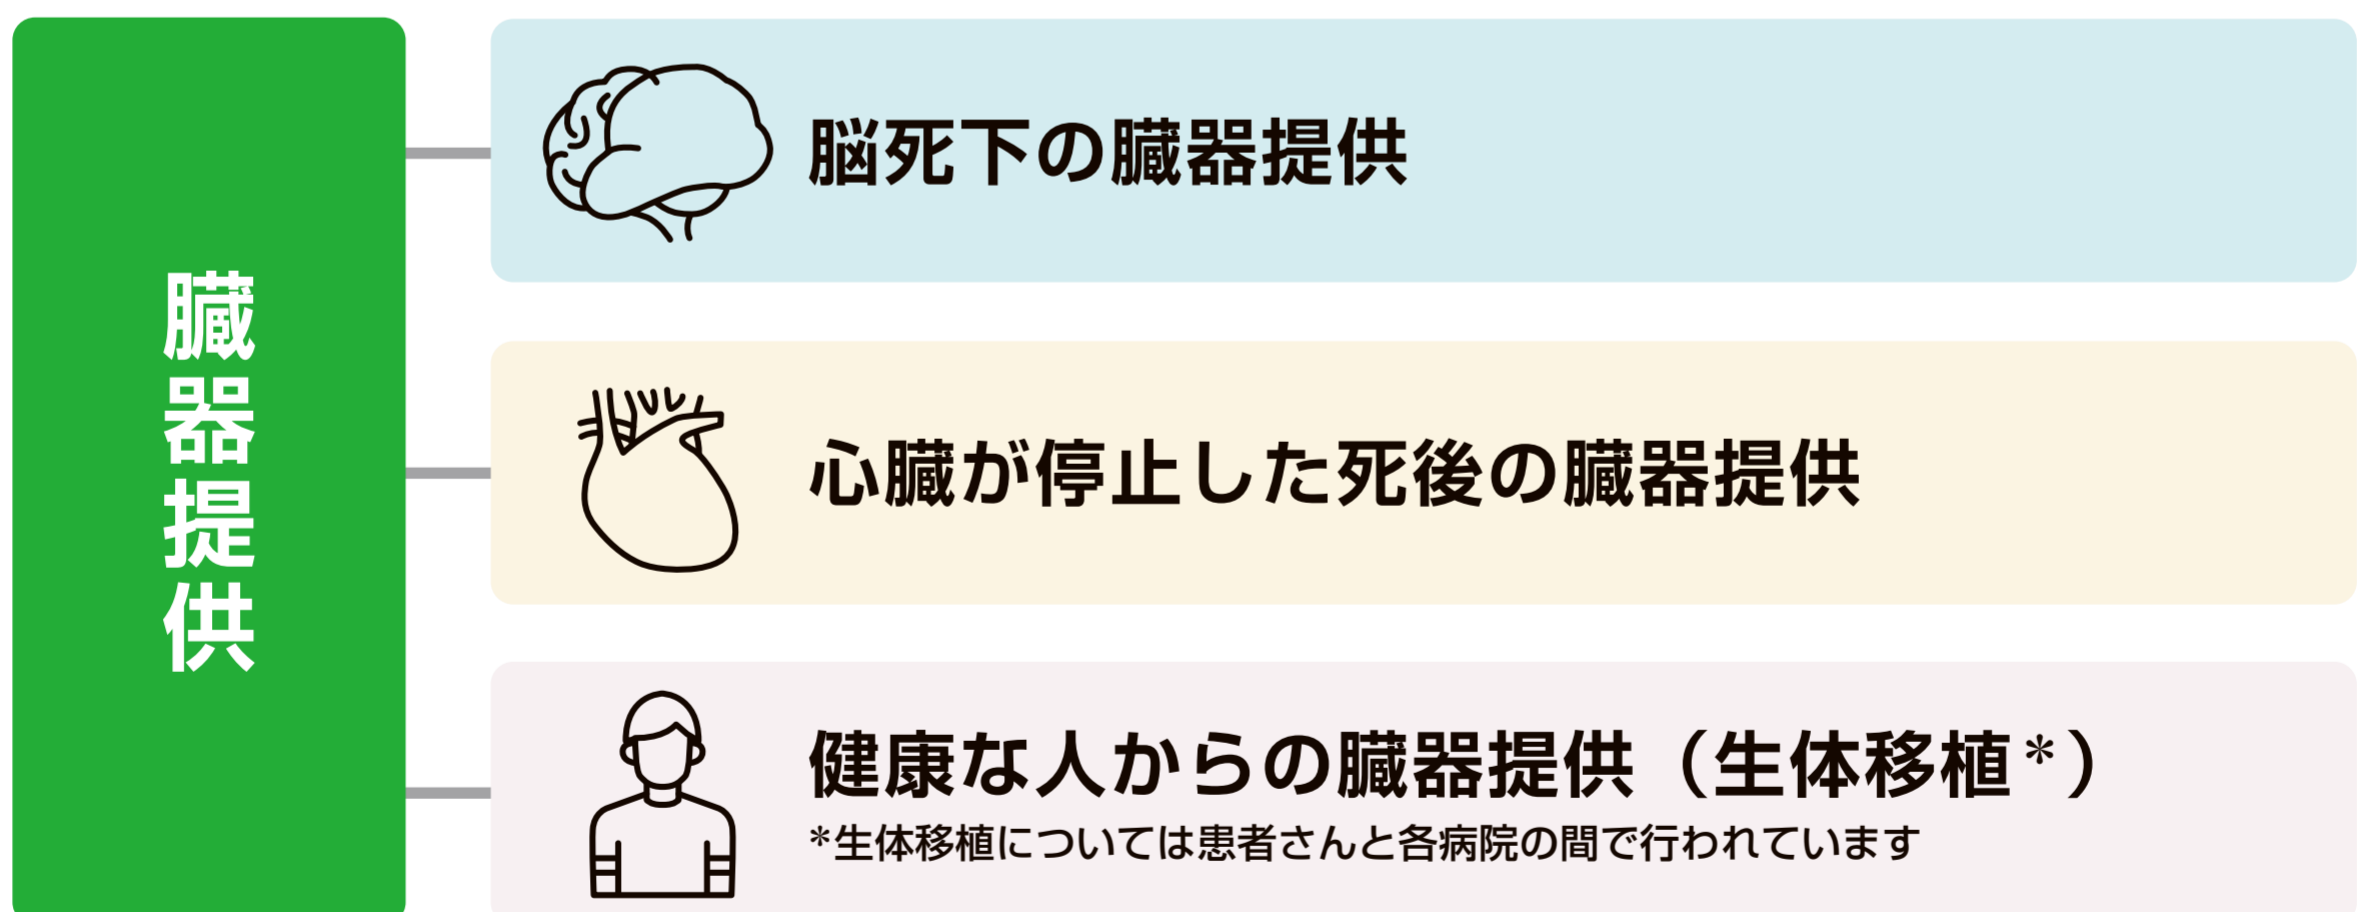 臓器提供
脳死下の臓器提供
心臓が停止した死後の臓器提供
健康な人からの臓器提供（生体移植*）
*生体移植については患者さんと各病院の間で行われています